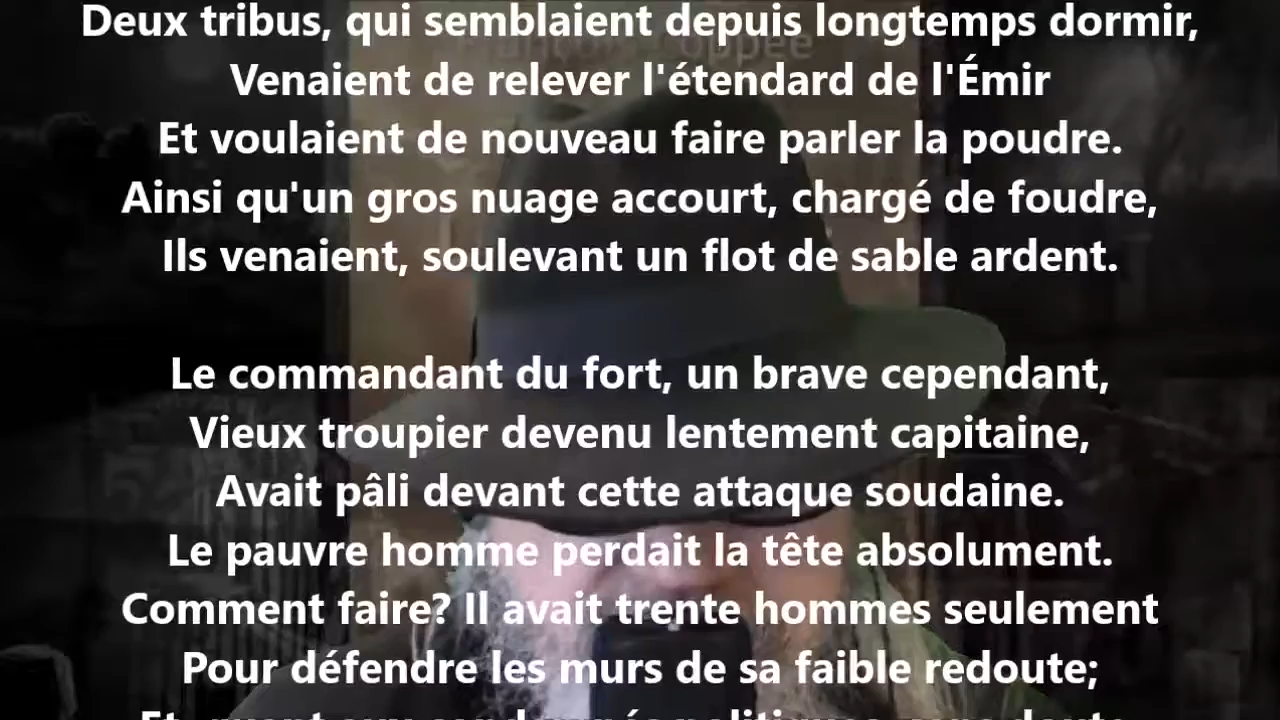 Deux tribus, qui semblaient depuis longtemps dormir,
Venaient de relever l'étendard de l'Émir
Et voulaient de nouveau faire parler la poudre.
Ainsi qu'un gros nuage accourt, chargé de foudre,
Ils venaient, soulevant un flot de sable ardent.
Le commandant du fort, un brave cependant,
Vieux troupier devenu lentement capitaine,
Avait pâli devant cette attaque soudaine.
Le pauvre homme perdait la tête absolument.
Comment faire? Il avait trente hommes seulement
Pour défendre les murs de sa faible redoute;